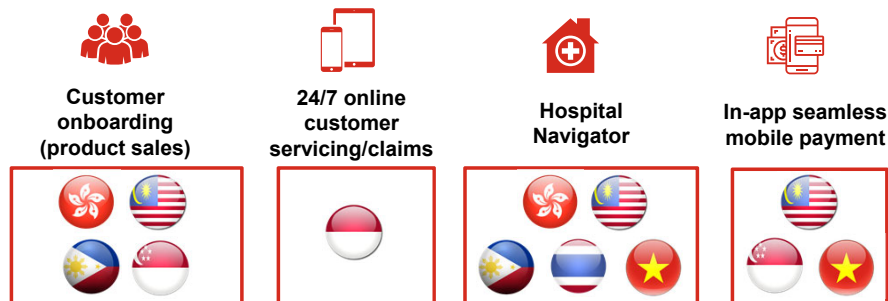 Customer
onboarding
(product sales)
24/7 online
customer
servicing/claims
Hospital
Navigator
In-app seamless
mobile payment